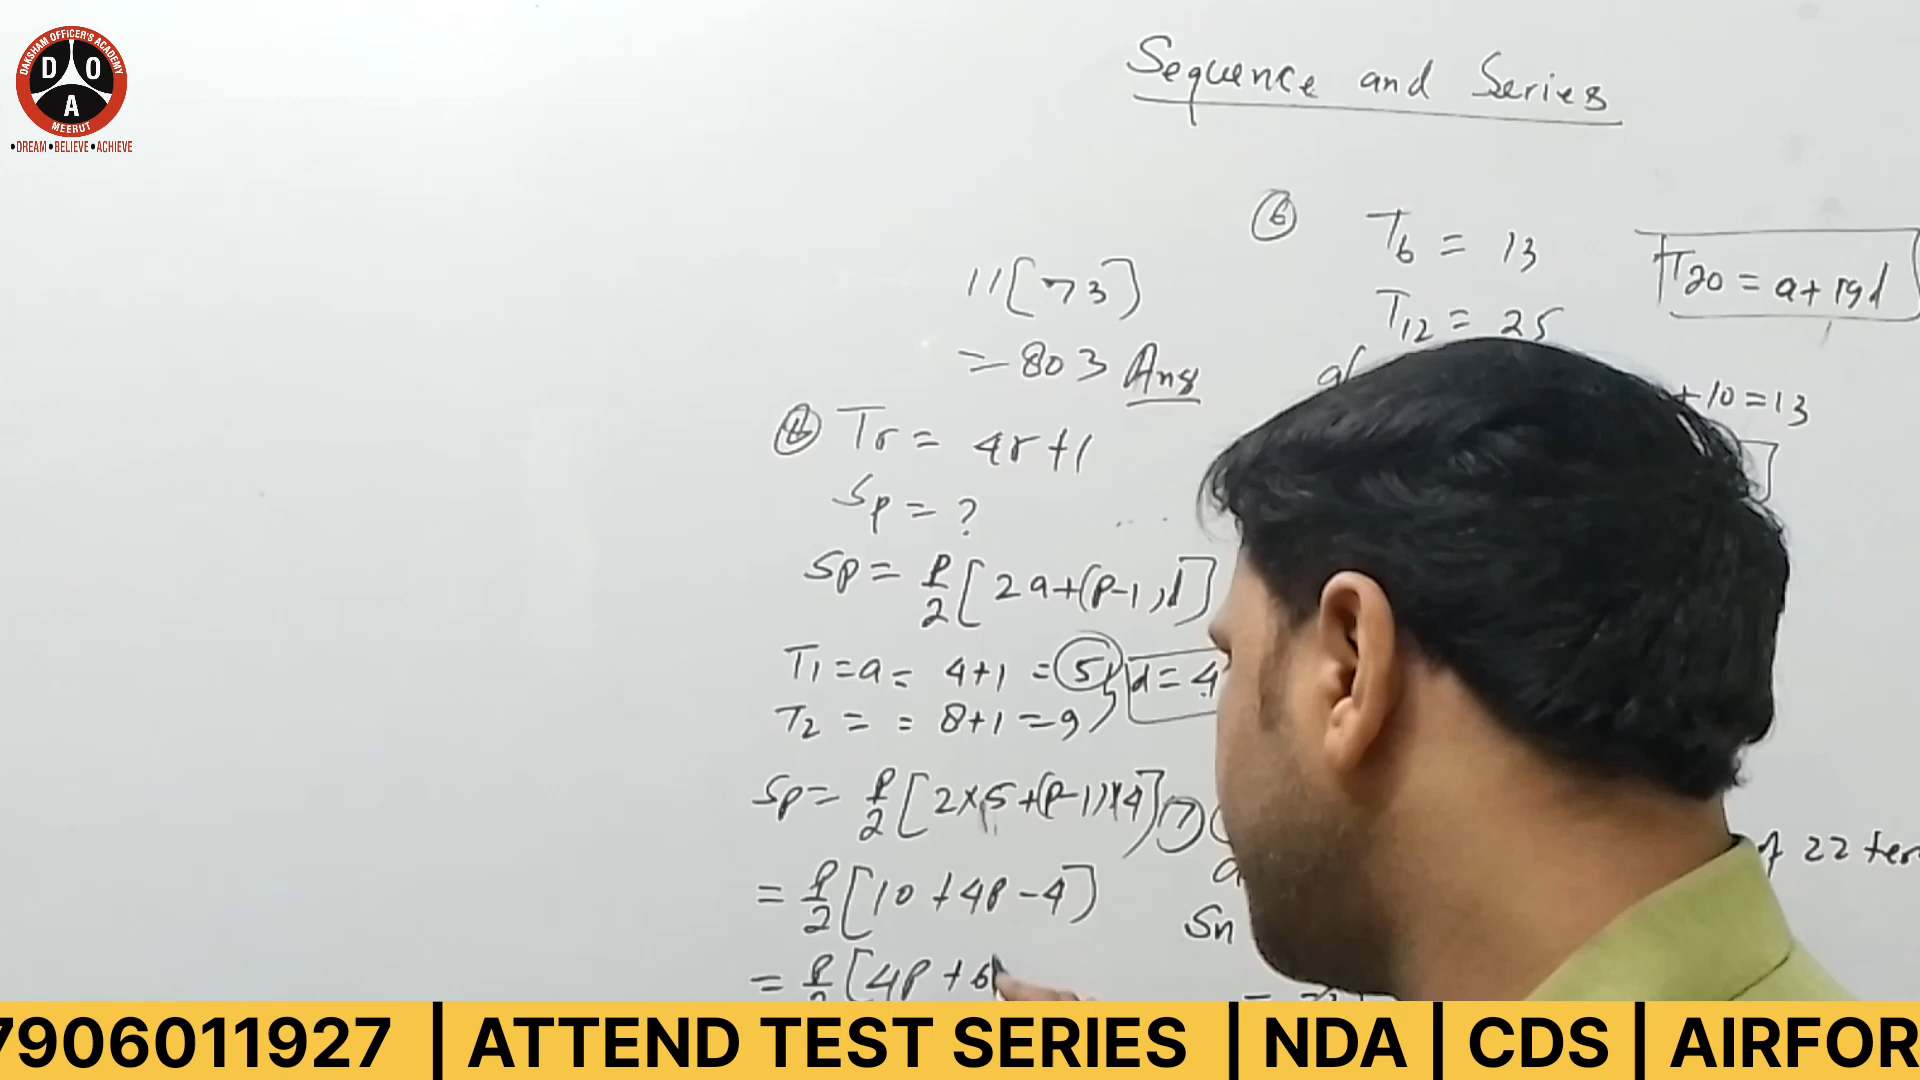 DAKSHAM OFFICER'S ACADEMY
D O A
MEERUT
•DREAM•BELIEVE•ACHIEVE
Sequence and Series
11[73]
= 803 Ans
Tr = 4r+1
Sp = ?
Sp = P/2 [2a+(P-1)d]
T1 = a = 4+1 = 5, d = 4
T2 = = 8+1 = 9
Sp = P/2 [2×5+(P-1)×4]
= P/2 [10+4P-4]
= P/2 [4P+6
6 T6 = 13
T12 = 25
T20 = a+19d
+10=13
17
of 22
Sn
7906011927 | ATTEND TEST SERIES | NDA | CDS | AIRFOR